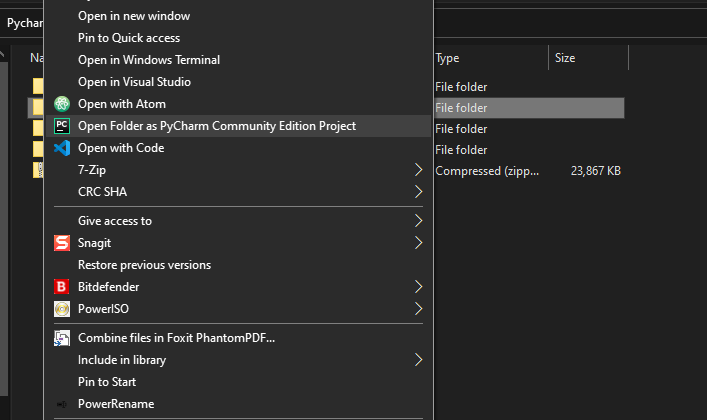 Open in new window
Pychar
Pin to Quick access
Na
Type
Size
Open in Windows Terminal
Open in Visual Studio
File folder
Open with Atom
File folder
PC
Open Folder as PyCharm Community Edition Project
File folder
Open with Code
File folder
7-Zip
Compressed (zipp...
23,867 KB
CRC SHA
Give access to
S
Snagit
Restore previous versions
B
Bitdefender
PowerISO
Combine files in Foxit PhantomPDF...
Include in library
Pin to Start
PowerRename